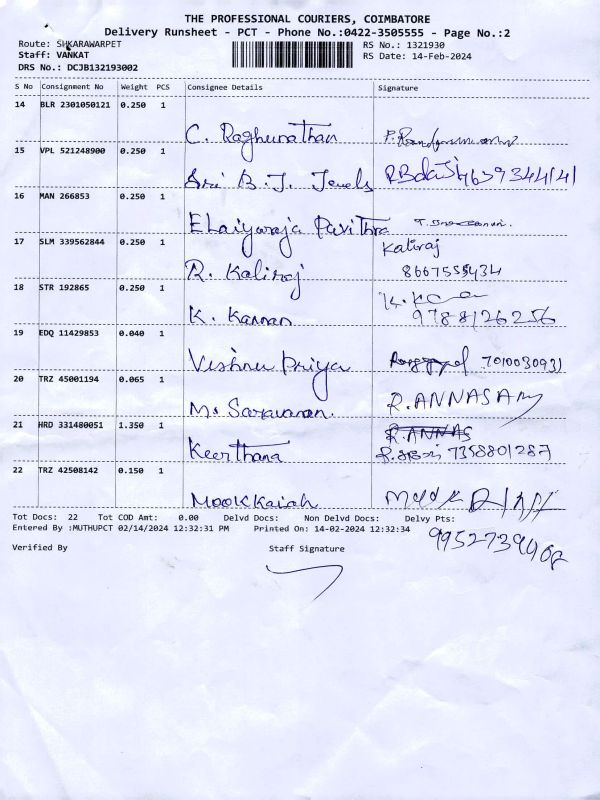 THE PROFESSIONAL COURIERS, COIMBATORE
Delivery Runsheet - PCT - Phone No.:0422-3505555 - Page No.:2
Route: SHKARAWARPET RS No.: 1321930
Staff: VANKAT RS Date: 14-Feb-2024
DRS No.: DCJB132193002
S No Consignment No Weight PCS Consignee Details Signature
14 BLR 2301050121 0.250 1
C. Raghunathan
15 VPL 521248900 0.250 1
Sri B. J. Jewels
16 MAN 266853 0.250 1
Elaiyaraja Pavithra
17 SLM 339562844 0.250 1 Kaliraj
R. Kaliraj 8667555434
18 STR 192865 0.250 1
K. Kannan 9788126256
19 EDQ 11429853 0.040 1
Vishnu Priya 7010030931
20 TRZ 45001194 0.065 1
Ms Saravanan. R. ANNASAMY
21 HRD 331480051 1.350 1 R. ANNAS
Keerthana 7358801287
22 TRZ 42508142 0.150 1
Mookkaiah
Tot Docs: 22 Tot COD Amt: 0.00 Delvd Docs: Non Delvd Docs: Delvy Pts:
Entered By :MUTHUPCT 02/14/2024 12:32:31 PM Printed On: 14-02-2024 12:32:34
Verified By Staff Signature